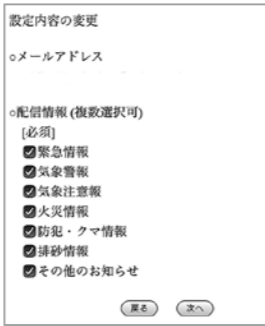 設定内容の変更
○メールアドレス
○配信情報(複数選択可)
[必須]
緊急情報
気象警報
気象注意報
火災情報
防犯・クマ情報
排砂情報
その他のお知らせ
戻る 次へ